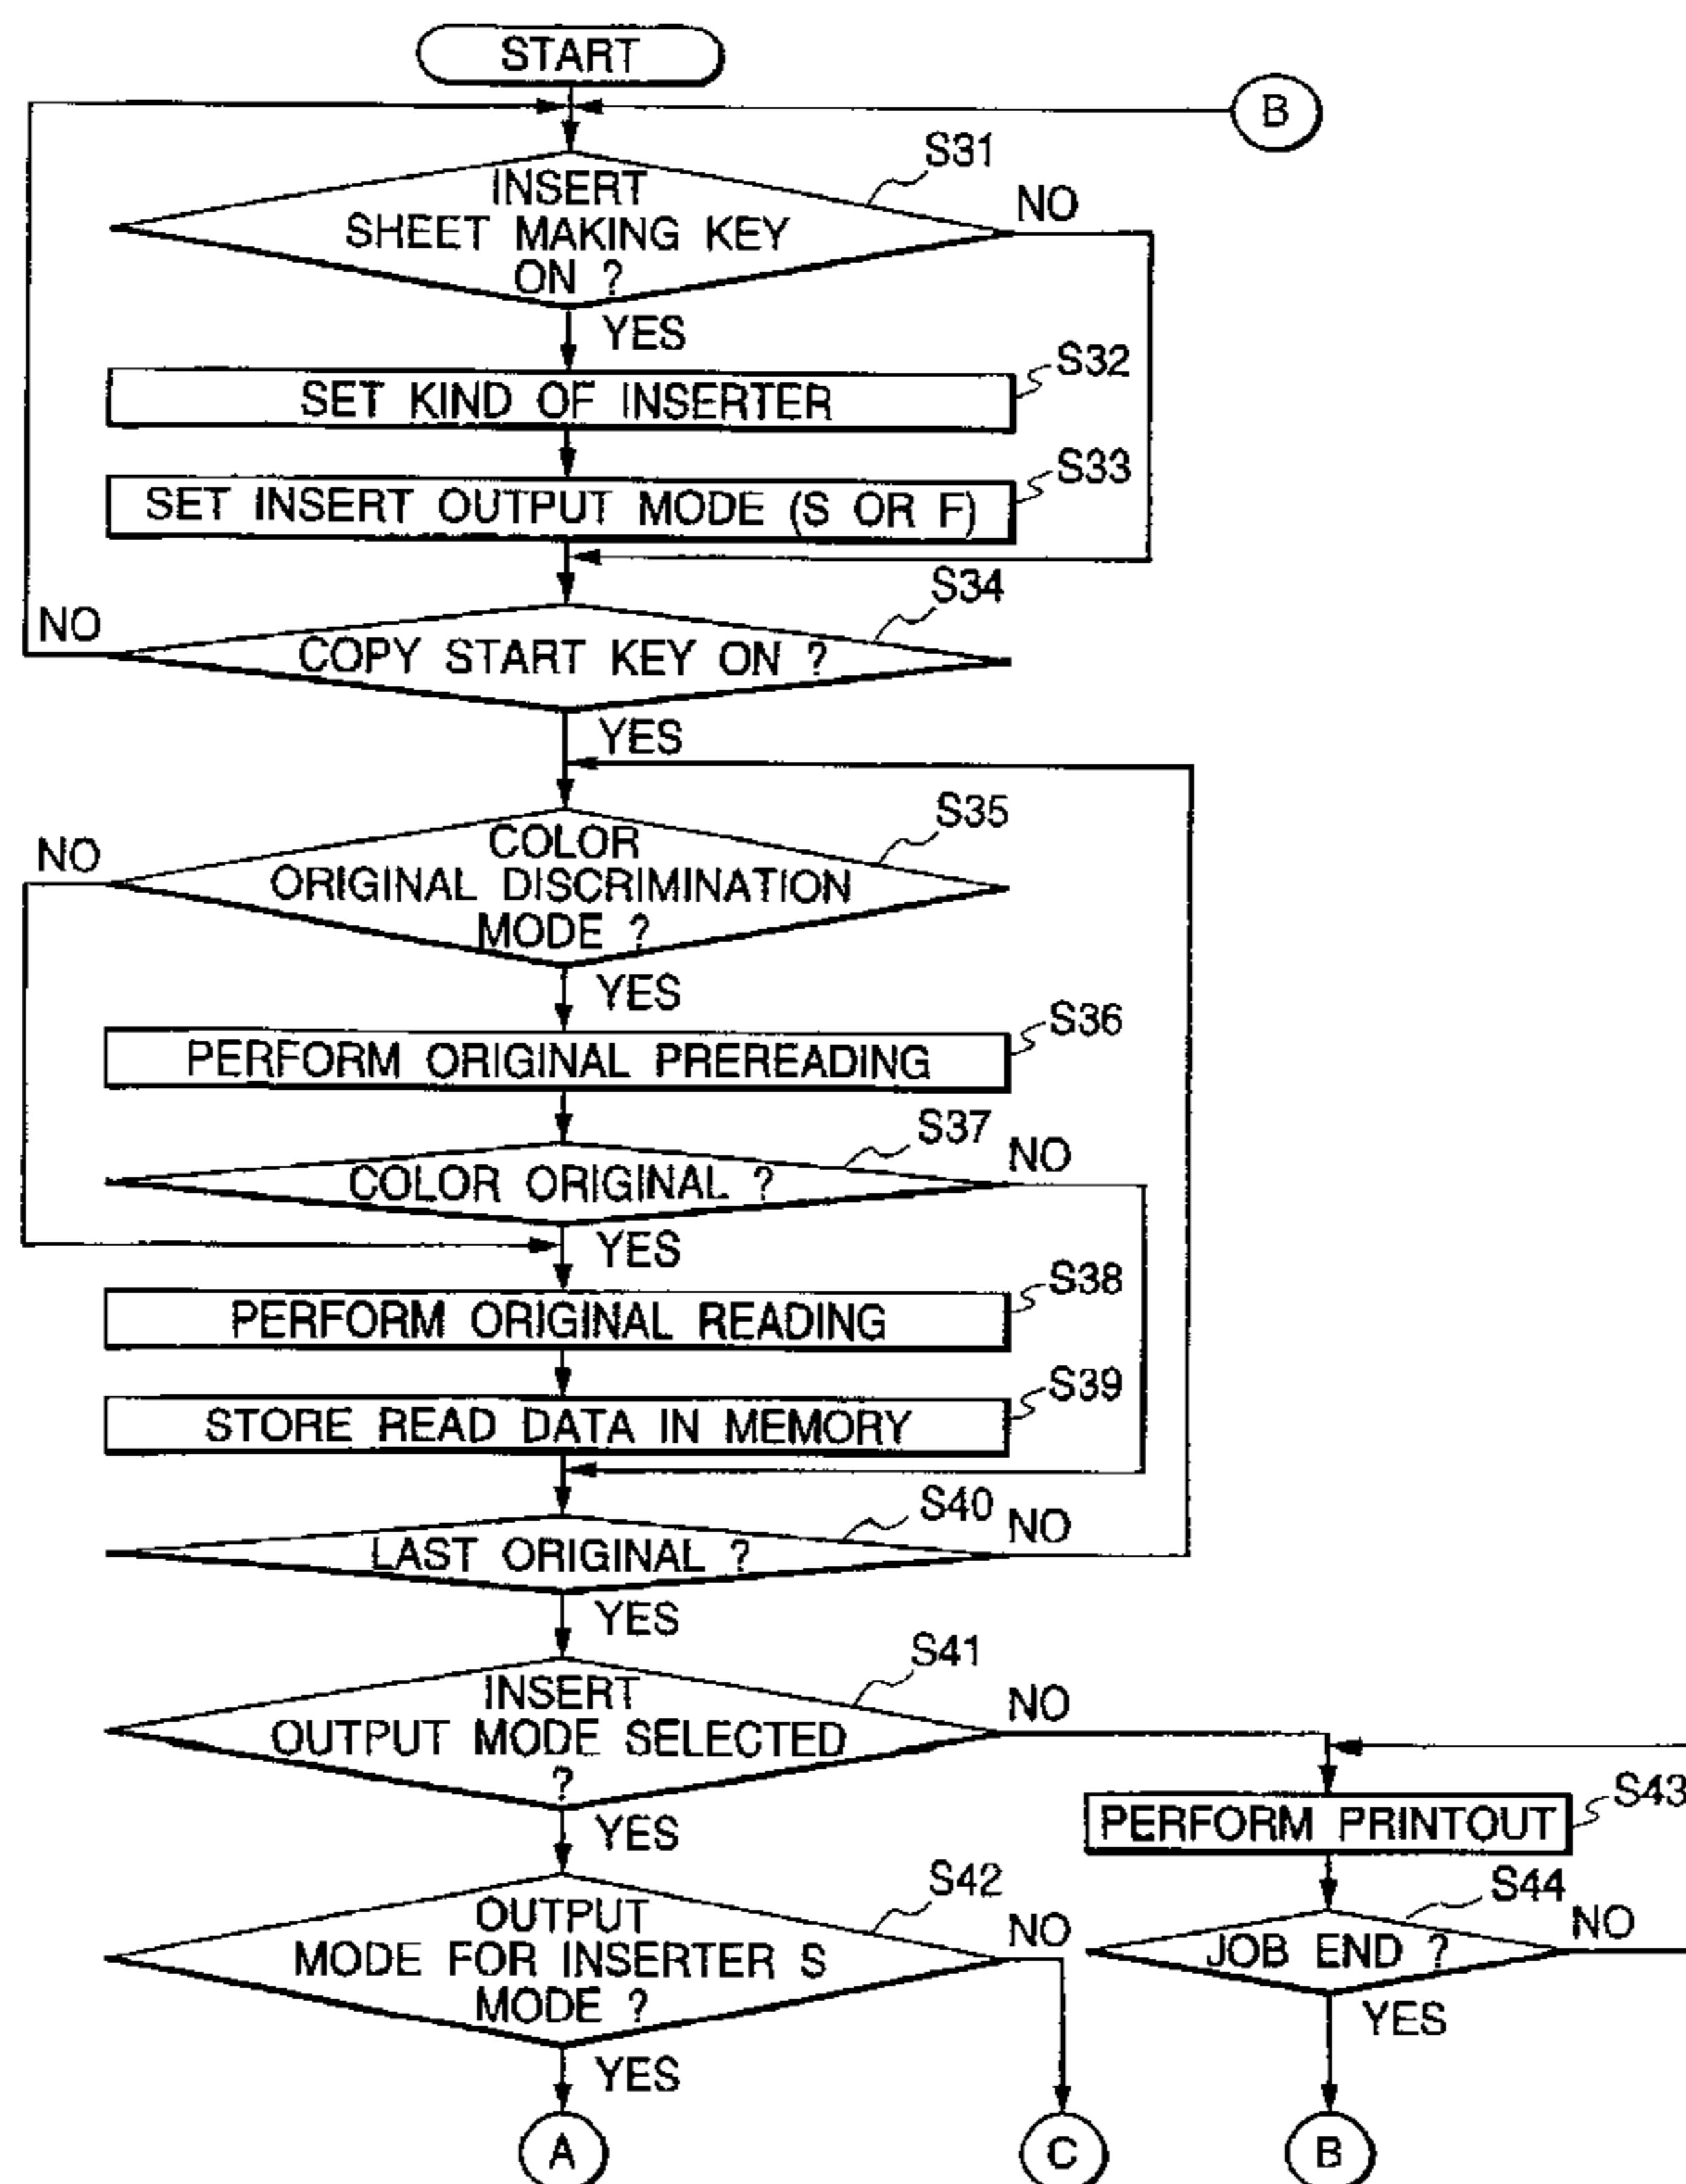 START
B
S31
INSERT
SHEET MAKING KEY
ON ?
NO
YES
S32
SET KIND OF INSERTER
S33
SET INSERT OUTPUT MODE (S OR F)
S34
NO
COPY START KEY ON ?
YES
S35
NO
COLOR
ORIGINAL DISCRIMINATION
MODE ?
YES
S36
PERFORM ORIGINAL PREREADING
S37
NO
COLOR ORIGINAL ?
YES
S38
PERFORM ORIGINAL READING
S39
STORE READ DATA IN MEMORY
S40
NO
LAST ORIGINAL ?
YES
S41
INSERT
OUTPUT MODE SELECTED
?
NO
YES
S43
PERFORM PRINTOUT
S42
OUTPUT
MODE FOR INSERTER S
MODE ?
NO
S44
NO
JOB END ?
YES
YES
A
C
B